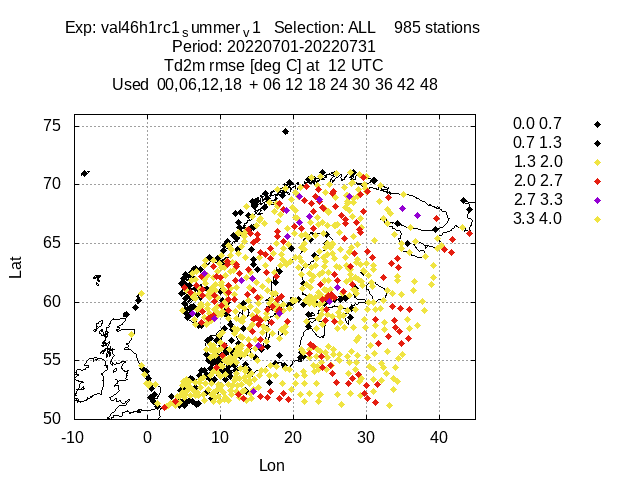 Exp: val46h1rc1summerv1 Selection: ALL 985 stations
Period: 20220701-20220731
Td2m rmse [deg C] at 12 UTC
Used 00,06,12,18 + 06 12 18 24 30 36 42 48
0.0 0.7
0.7 1.3
1.3 2.0
2.0 2.7
2.7 3.3
3.3 4.0
75
70
65
60
55
50
Lat
-10 0 10 20 30 40
Lon